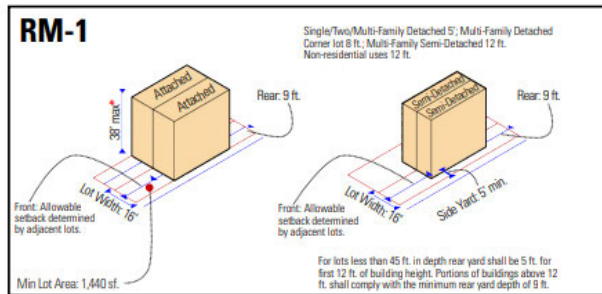 RM-1
Single/Two/Multi-Family Detached 5'; Multi-Family Detached
Corner lot 8 ft.; Multi-Family Semi-Detached 12 ft.
Non-residential uses 12 ft.
Attached
Attached
38' max*
Rear: 9 ft.
Lot Width: 16'
Front: Allowable
setback determined
by adjacent lots.
Min Lot Area: 1,440 sf.
Semi-Detached
Semi-Detached
Rear: 9 ft.
Side Yard: 5' min.
Lot Width: 16'
Front: Allowable
setback determined
by adjacent lots.
For lots less than 45 ft. in depth rear yard shall be 5 ft. for
first 12 ft. of building height. Portions of buildings above 12
ft. shall comply with the minimum rear yard depth of 9 ft.